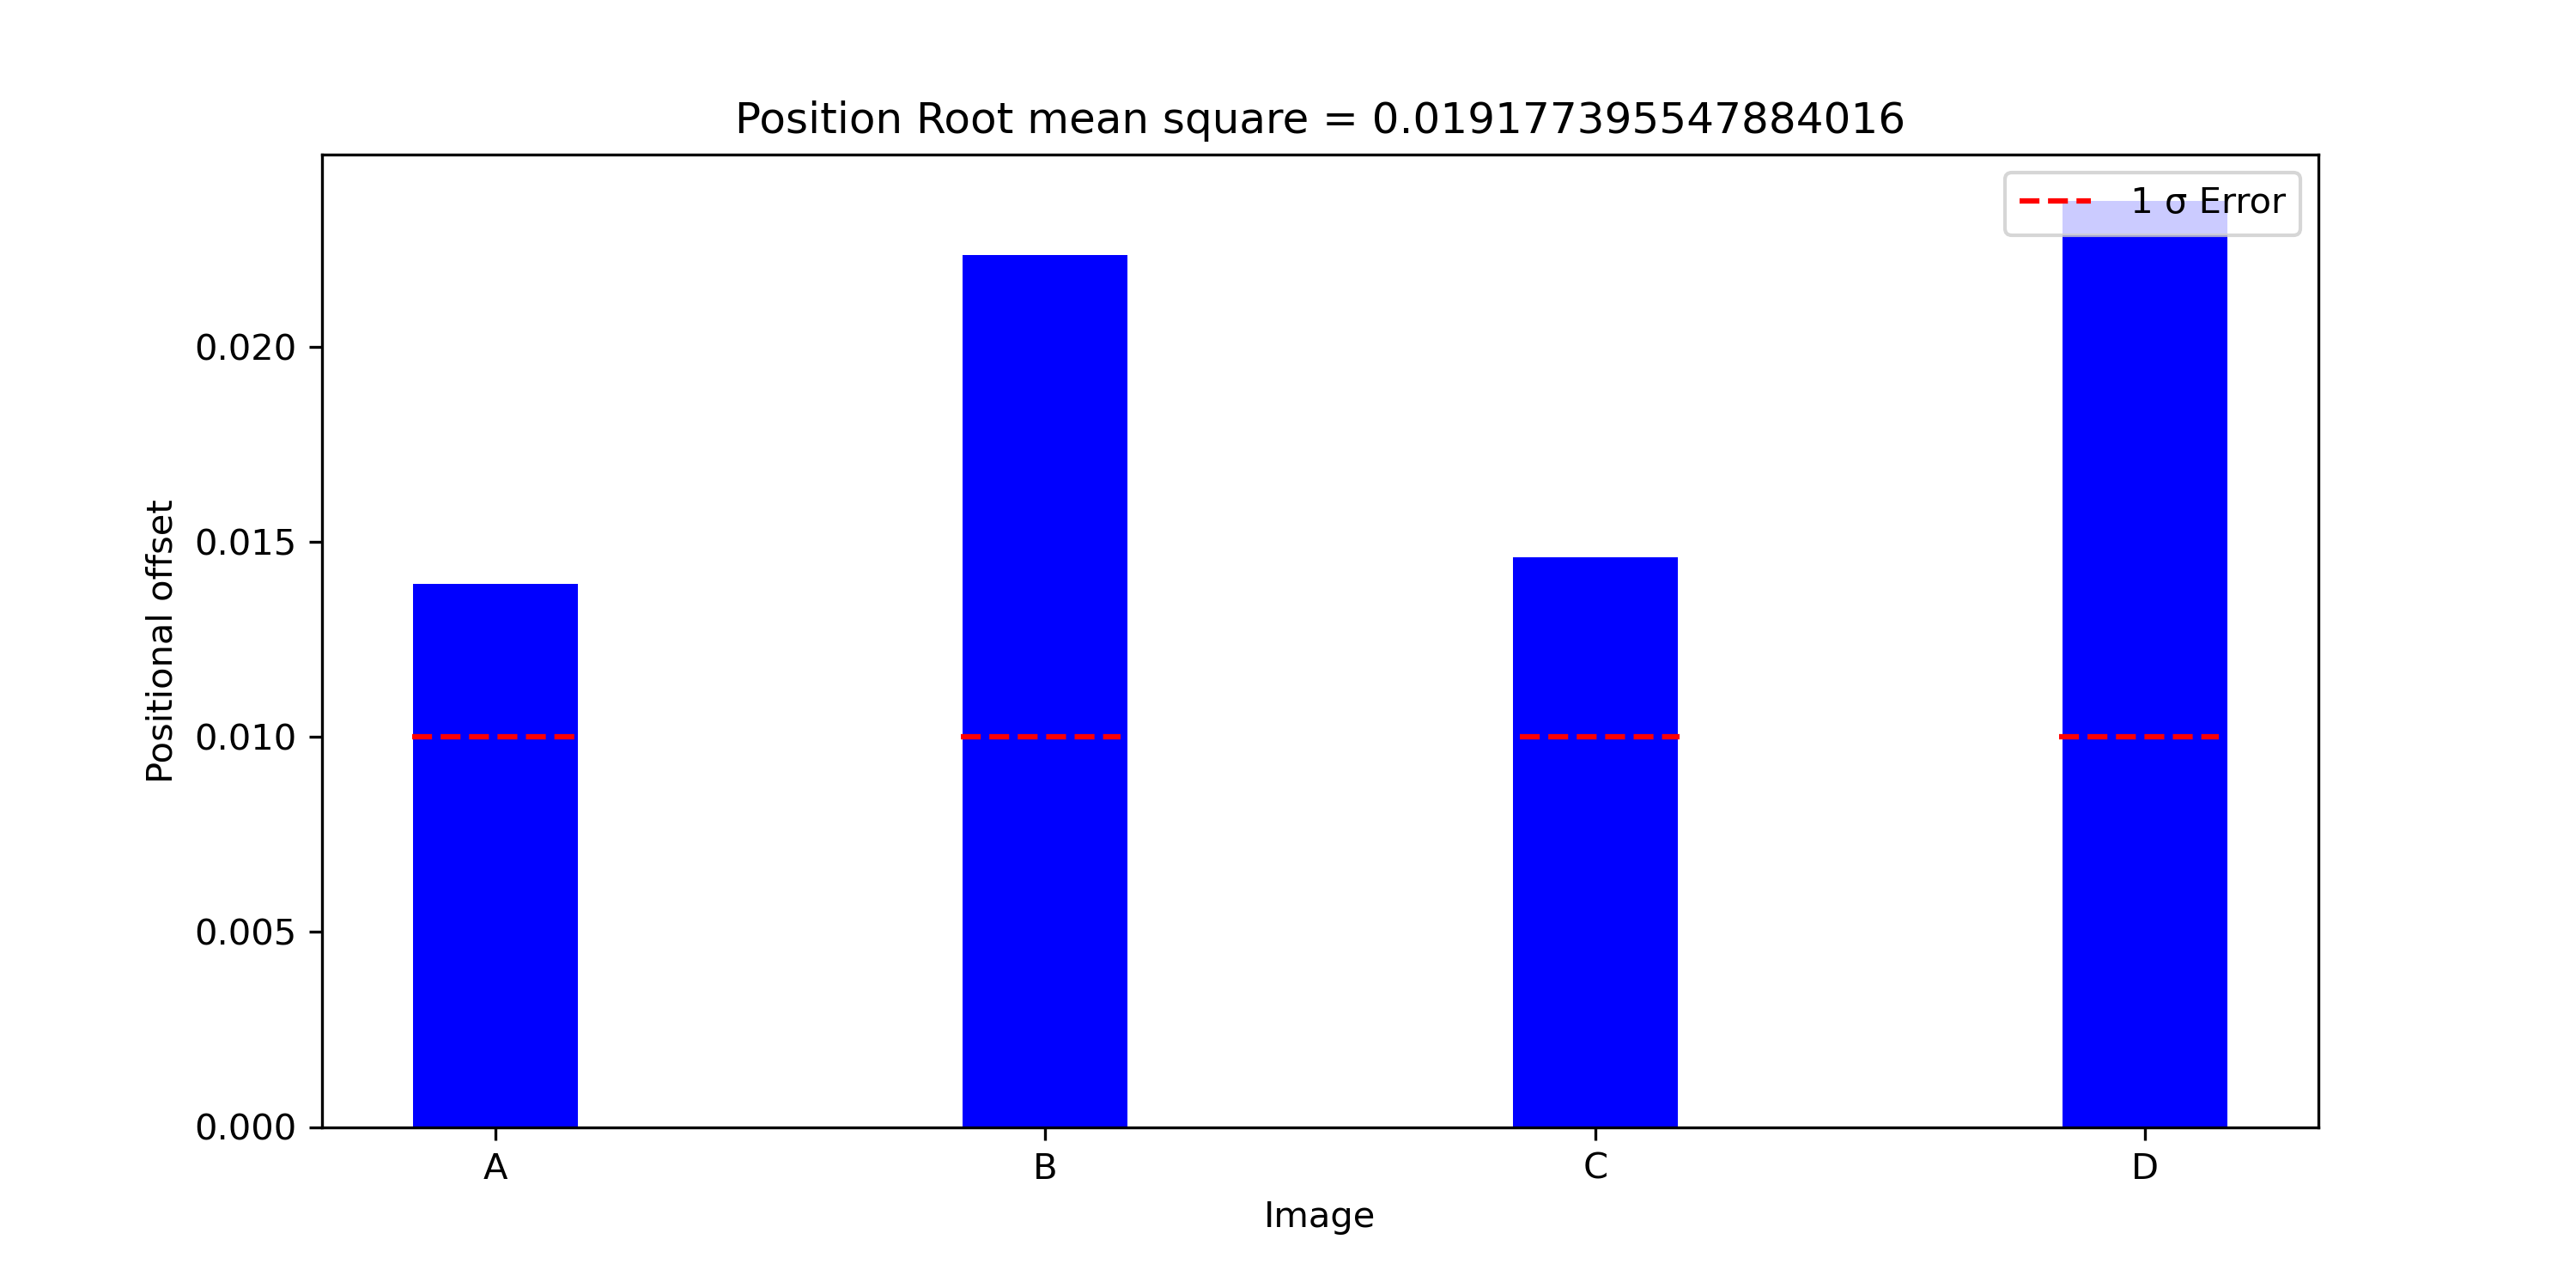 Position Root mean square = 0.019177395547884016
1 σ Error
0.020
0.015
0.010
0.005
0.000
Positional offset
A B C D
Image